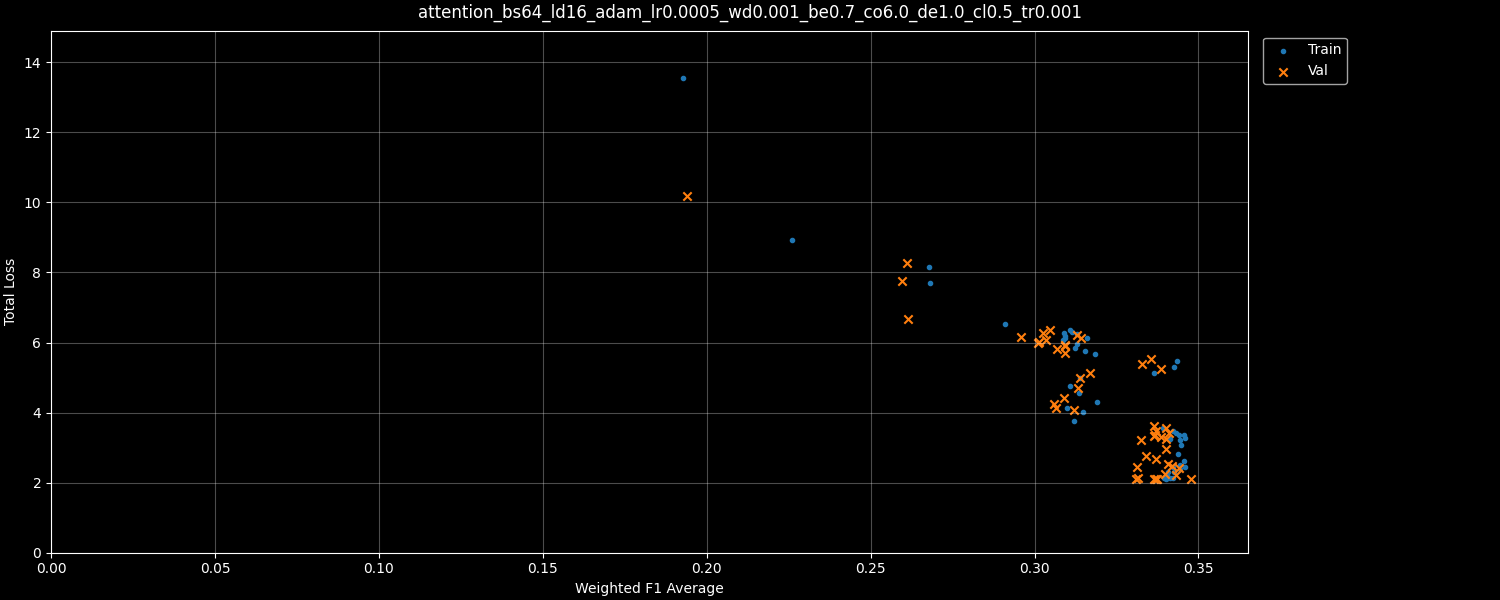 attention_bs64_ld16_adam_lr0.0005_wd0.001_be0.7_co6.0_de1.0_cl0.5_tr0.001
Train
Val
14
12
10
8
6
4
2
0
Total Loss
0.00 0.05 0.10 0.15 0.20 0.25 0.30 0.35
Weighted F1 Average